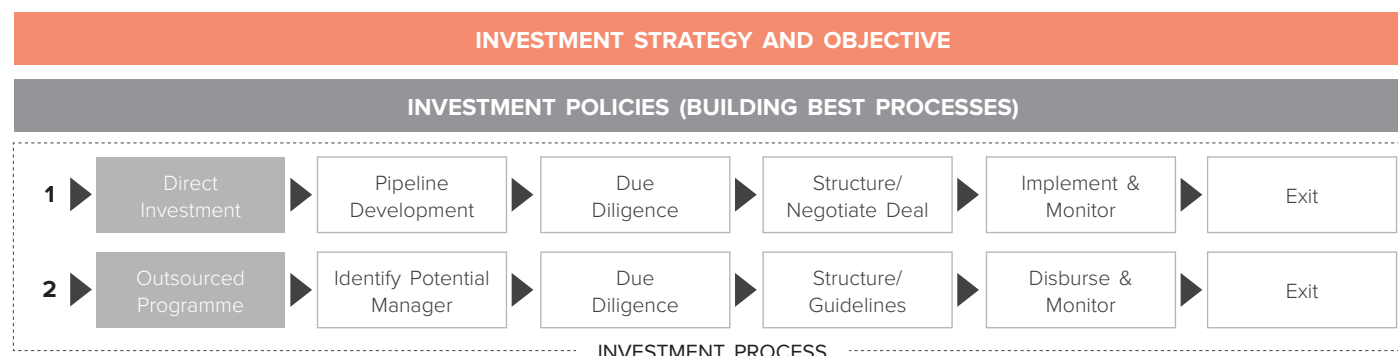 INVESTMENT STRATEGY AND OBJECTIVE
INVESTMENT POLICIES (BUILDING BEST PROCESSES)
1
Direct
Investment
Pipeline
Development
Due
Diligence
Structure/
Negotiate Deal
Implement &
Monitor
Exit
2
Outsourced
Programme
Identify Potential
Manager
Due
Diligence
Structure/
Guidelines
Disburse &
Monitor
Exit
INVESTMENT PROCESS